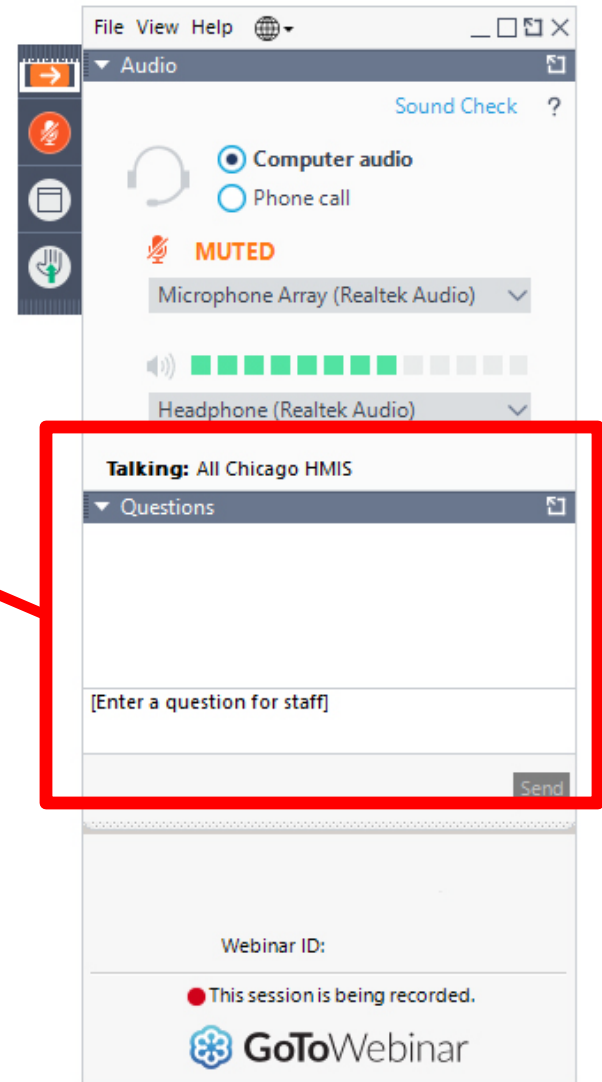 File View Help
Audio
Sound Check ?
Computer audio
Phone call
MUTED
Microphone Array (Realtek Audio)
Headphone (Realtek Audio)
Talking: All Chicago HMIS
Questions
[Enter a question for staff]
Send
Webinar ID:
This session is being recorded.
GoToWebinar